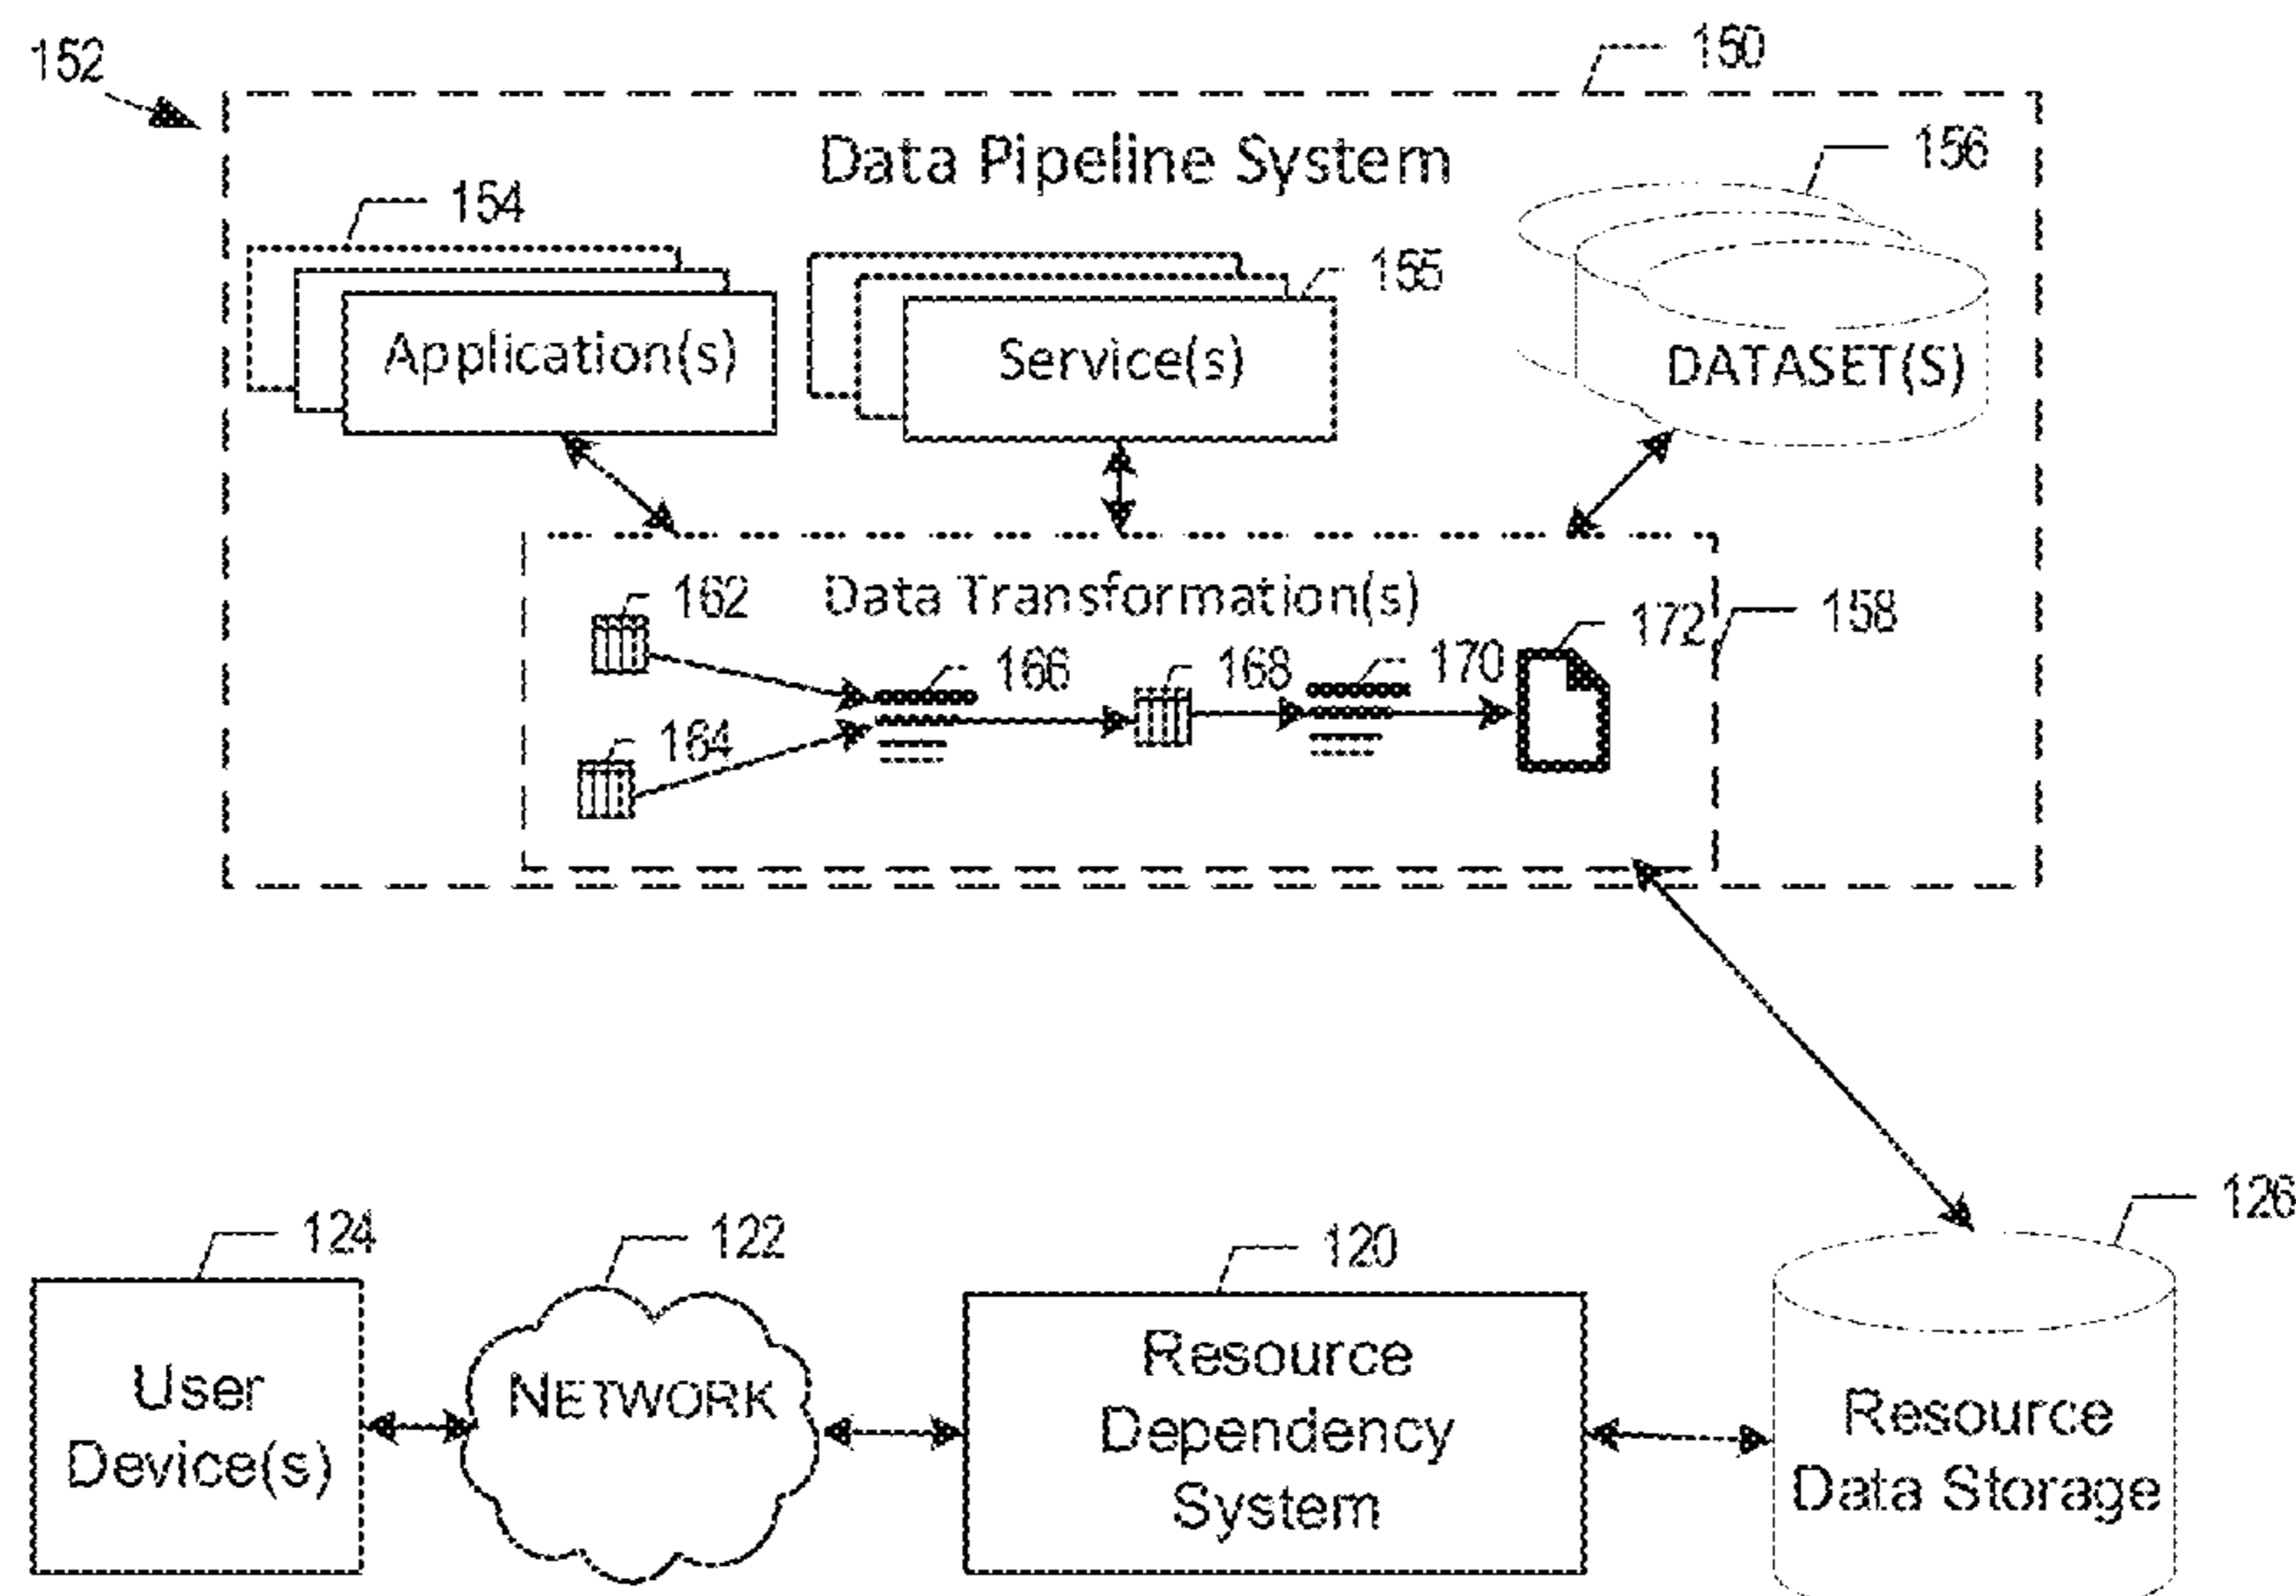 152
150
Data Pipeline System
156
154
155
Application(s)
Service(s)
DATASET(S)
162
Data Transformation(s)
172
158
166
168
170
164
126
124
122
120
User
Device(s)
NETWORK
Resource
Dependency
System
Resource
Data Storage